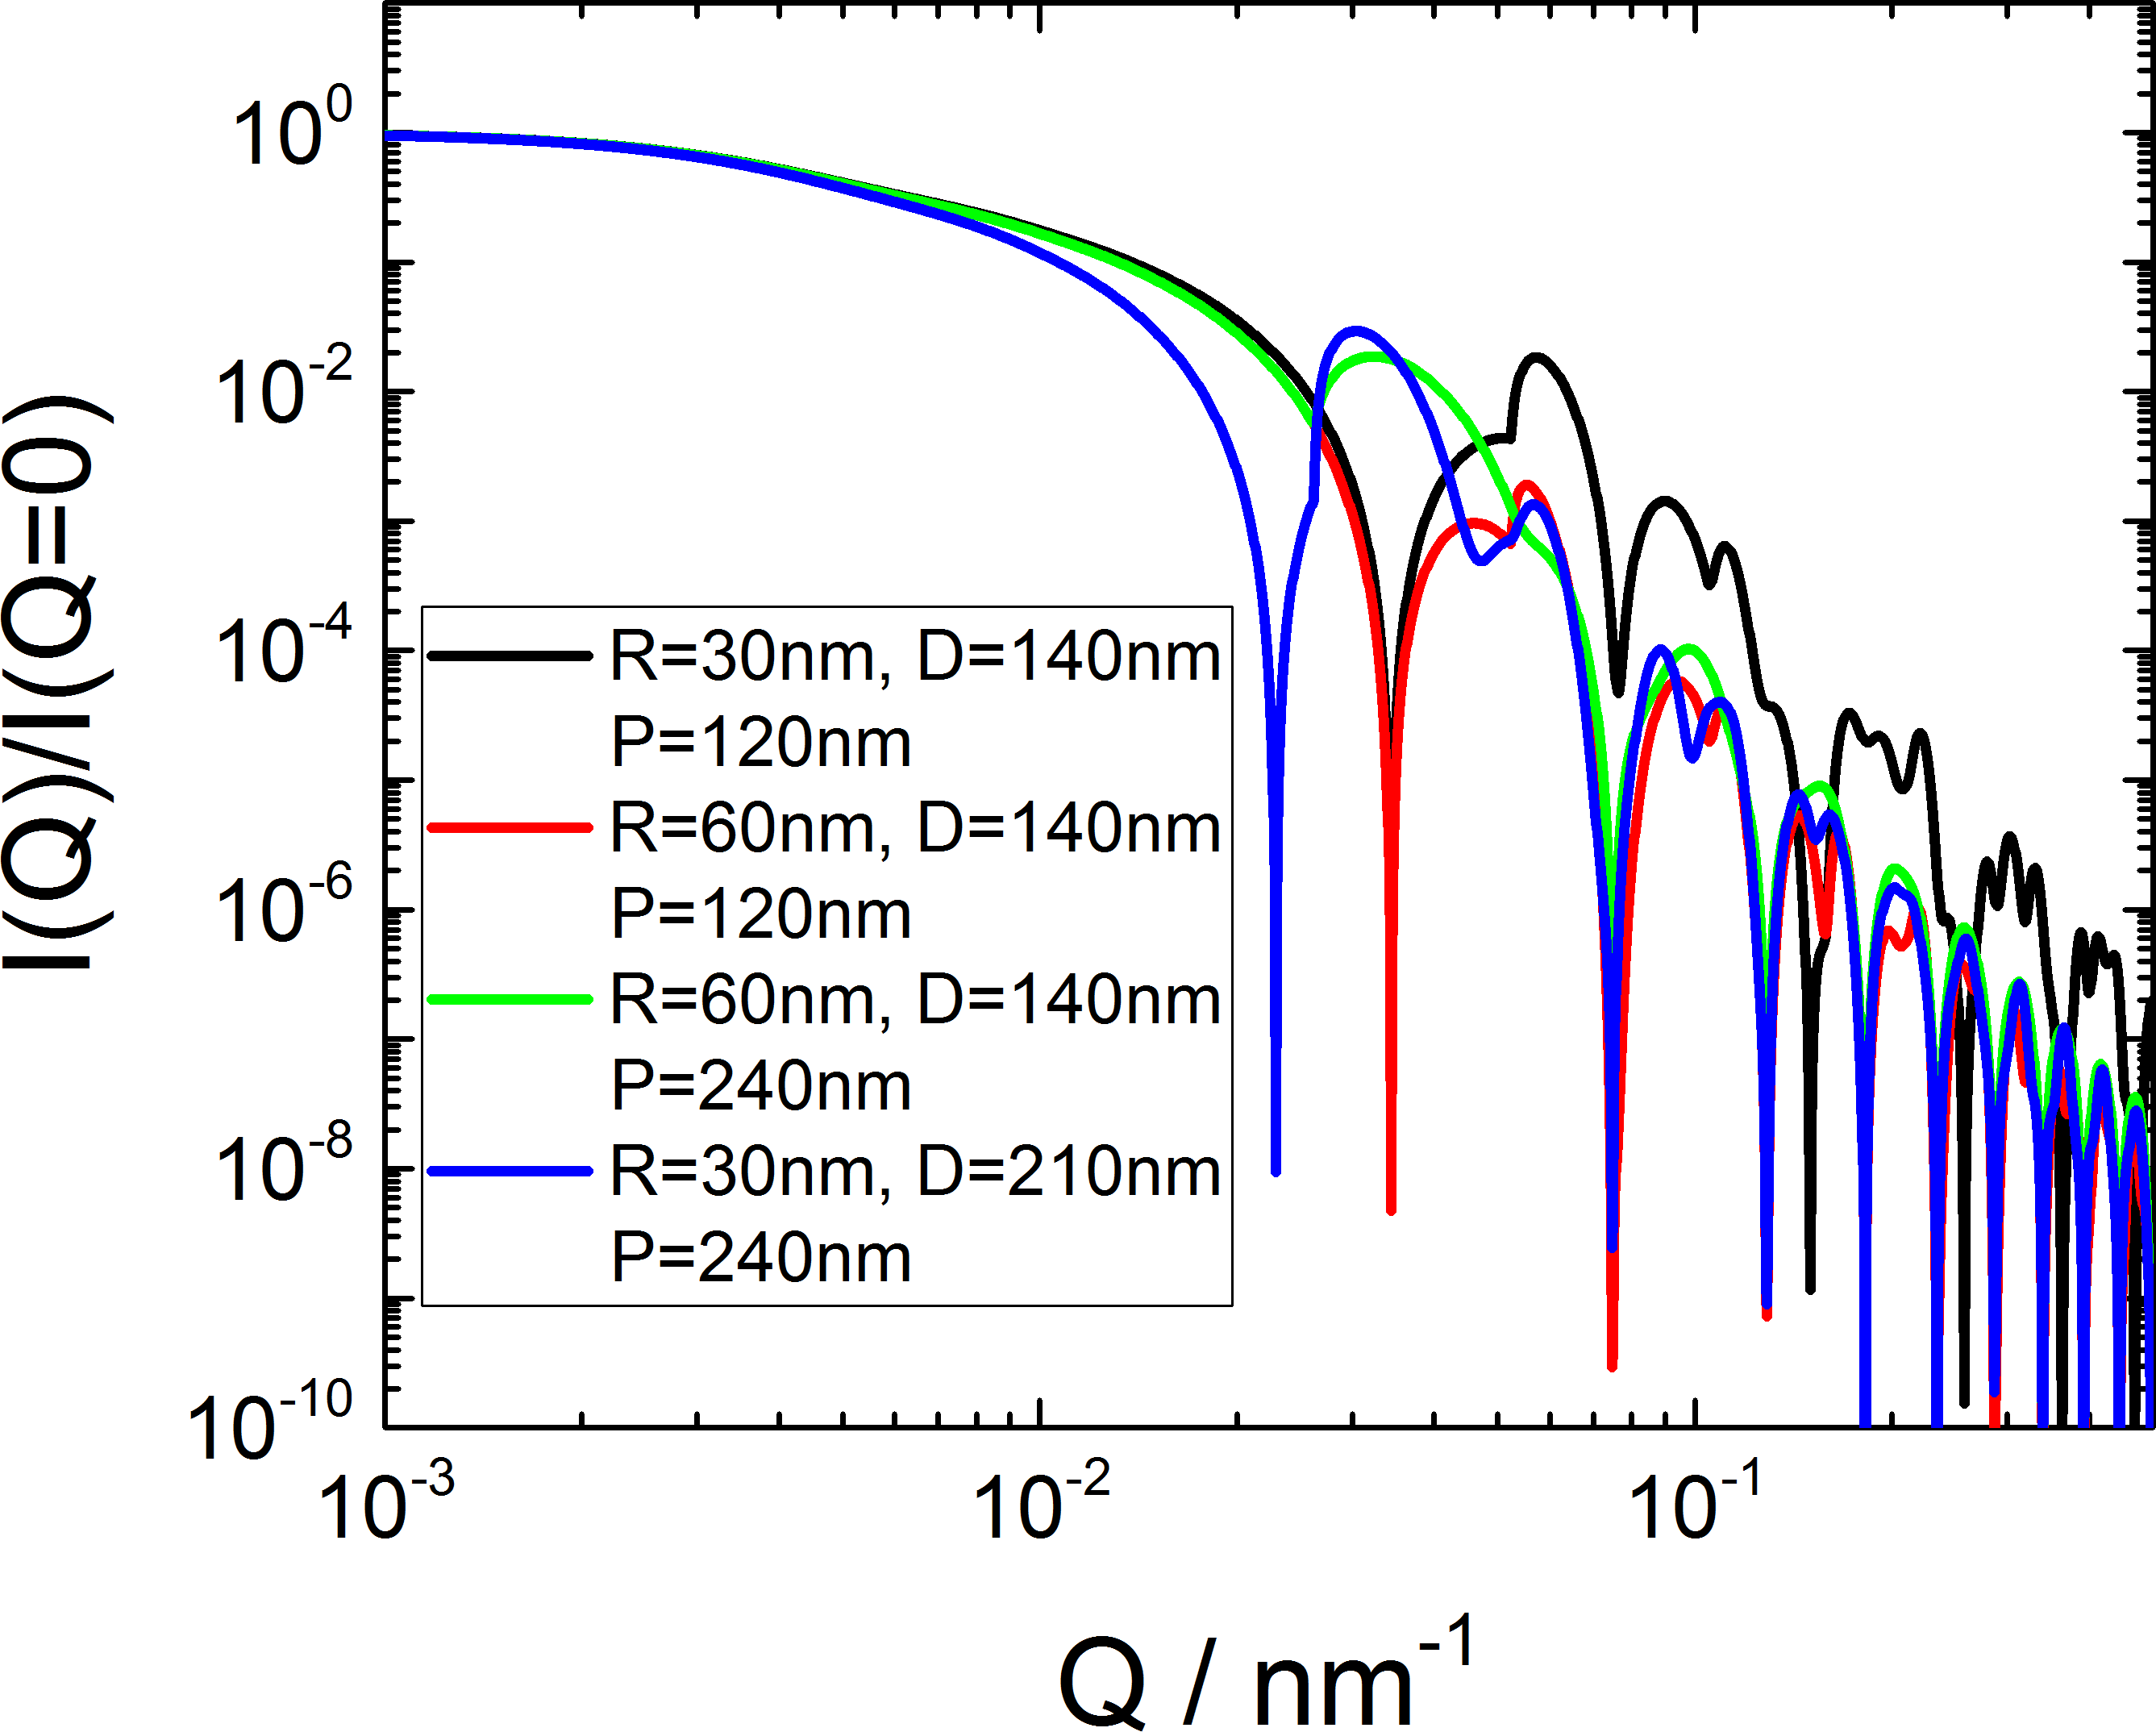 I(Q)/I(Q=0)
10^0
10^-2
10^-4
10^-6
10^-8
10^-10
R=30nm, D=140nm
P=120nm
R=60nm, D=140nm
P=120nm
R=60nm, D=140nm
P=240nm
R=30nm, D=210nm
P=240nm
10^-3 10^-2 10^-1
Q / nm^-1